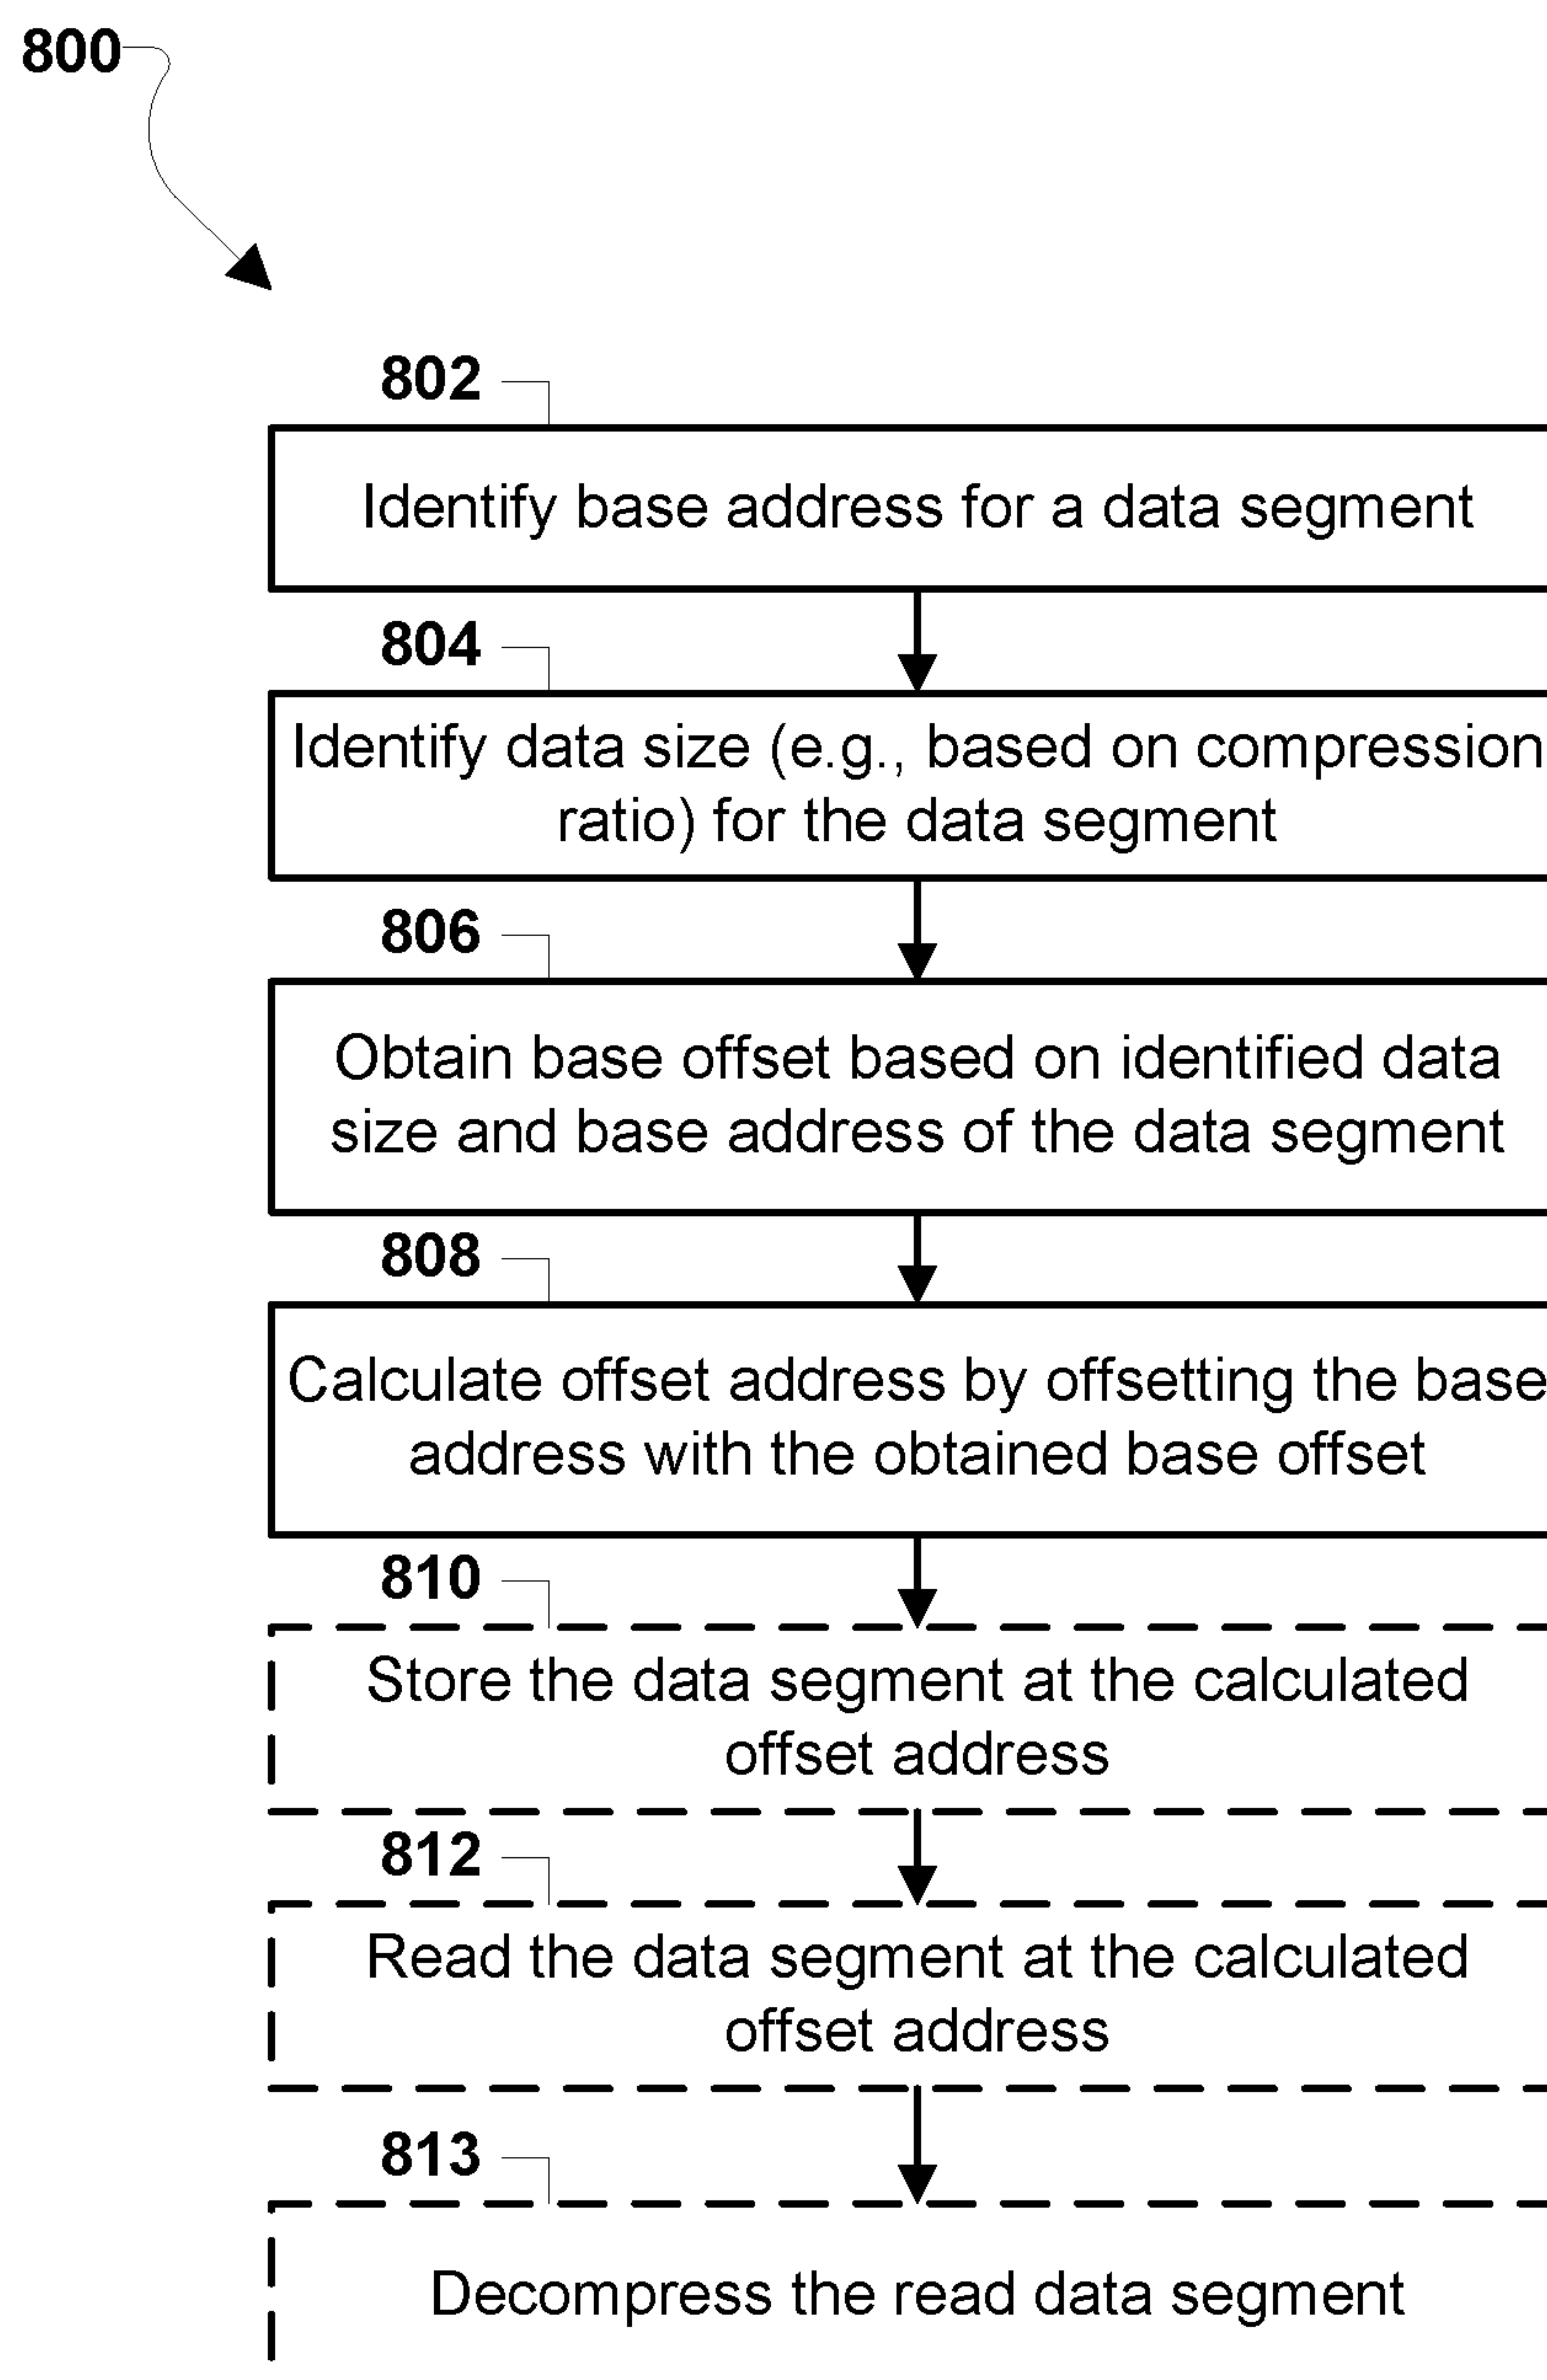 800
802
Identify base address for a data segment
804
Identify data size (e.g., based on compression
ratio) for the data segment
806
Obtain base offset based on identified data
size and base address of the data segment
808
Calculate offset address by offsetting the base
address with the obtained base offset
810
Store the data segment at the calculated
offset address
812
Read the data segment at the calculated
offset address
813
Decompress the read data segment